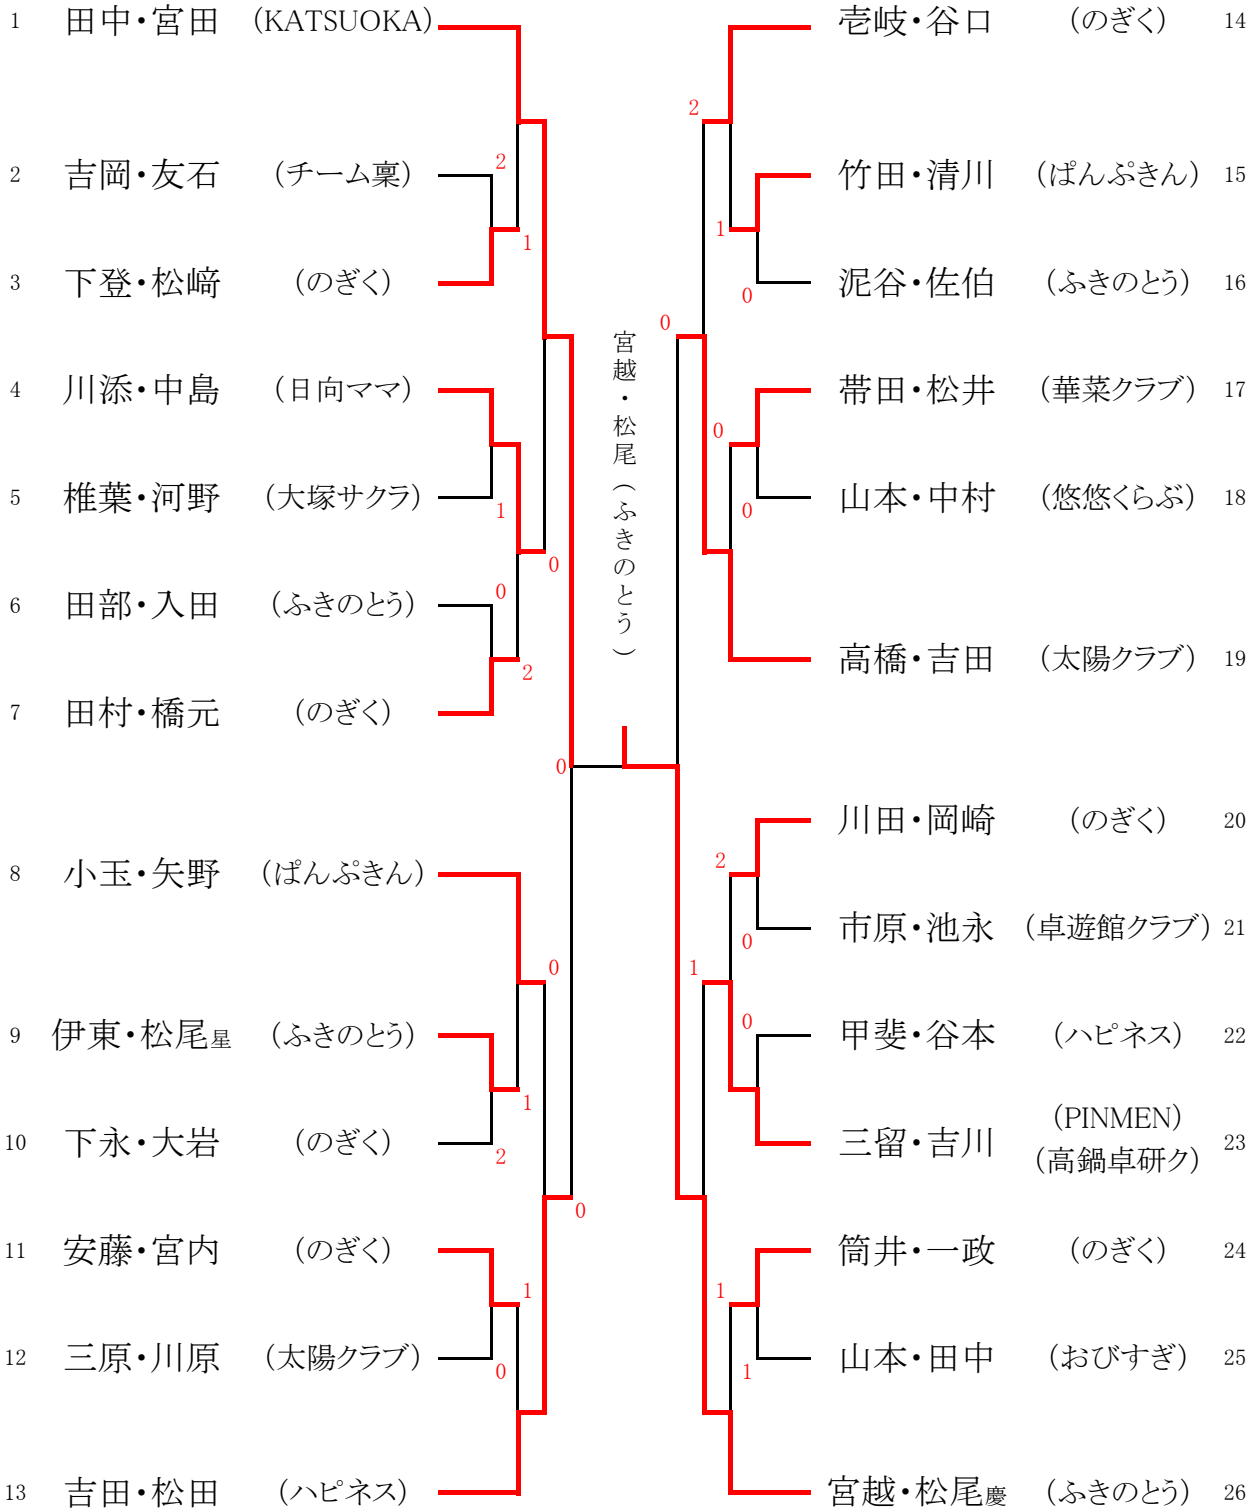 1 田中・宮田 (KATSUOKA)
2 吉岡・友石 (チーム稟) 2
1
3 下登・松﨑 (のぎく)
4 川添・中島 (日向ママ)
5 椎葉・河野 (大塚サクラ) 1
0
6 田部・入田 (ふきのとう) 0
2
7 田村・橋元 (のぎく)
0
8 小玉・矢野 (ぱんぷきん)
0
9 伊東・松尾星 (ふきのとう)
1
10 下永・大岩 (のぎく) 2
0
11 安藤・宮内 (のぎく)
1
12 三原・川原 (太陽クラブ) 0
13 吉田・松田 (ハピネス)
宮越・松尾(ふきのとう)
壱岐・谷口 (のぎく) 14
2
竹田・清川 (ぱんぷきん) 15
1
0 泥谷・佐伯 (ふきのとう) 16
0
帯田・松井 (華菜クラブ) 17
0
0 山本・中村 (悠悠くらぶ) 18
高橋・吉田 (太陽クラブ) 19
川田・岡崎 (のぎく) 20
2
0 市原・池永 (卓遊館クラブ) 21
1
0 甲斐・谷本 (ハピネス) 22
三留・吉川 (PINMEN) 23
(高鍋卓研ク)
筒井・一政 (のぎく) 24
1
1 山本・田中 (おびすぎ) 25
宮越・松尾慶 (ふきのとう) 26